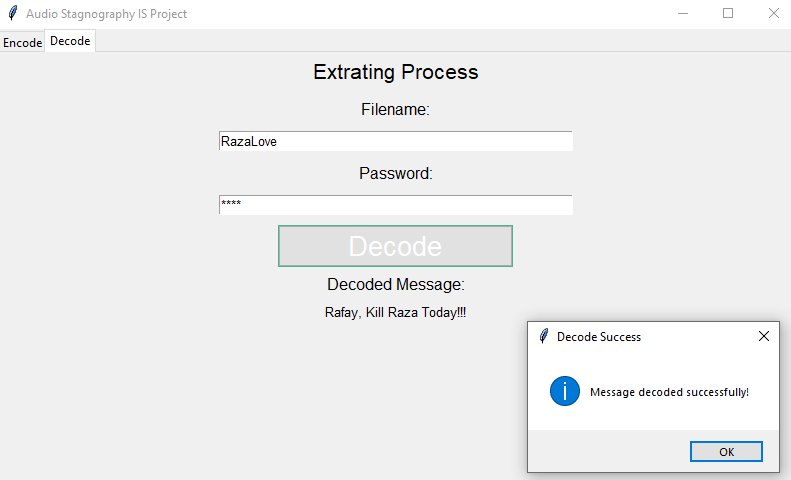 Audio Stagnography IS Project
Encode Decode
Extrating Process
Filename:
RazaLove
Password:
****
Decode
Decoded Message:
Rafay, Kill Raza Today!!!
Decode Success
Message decoded successfully!
OK